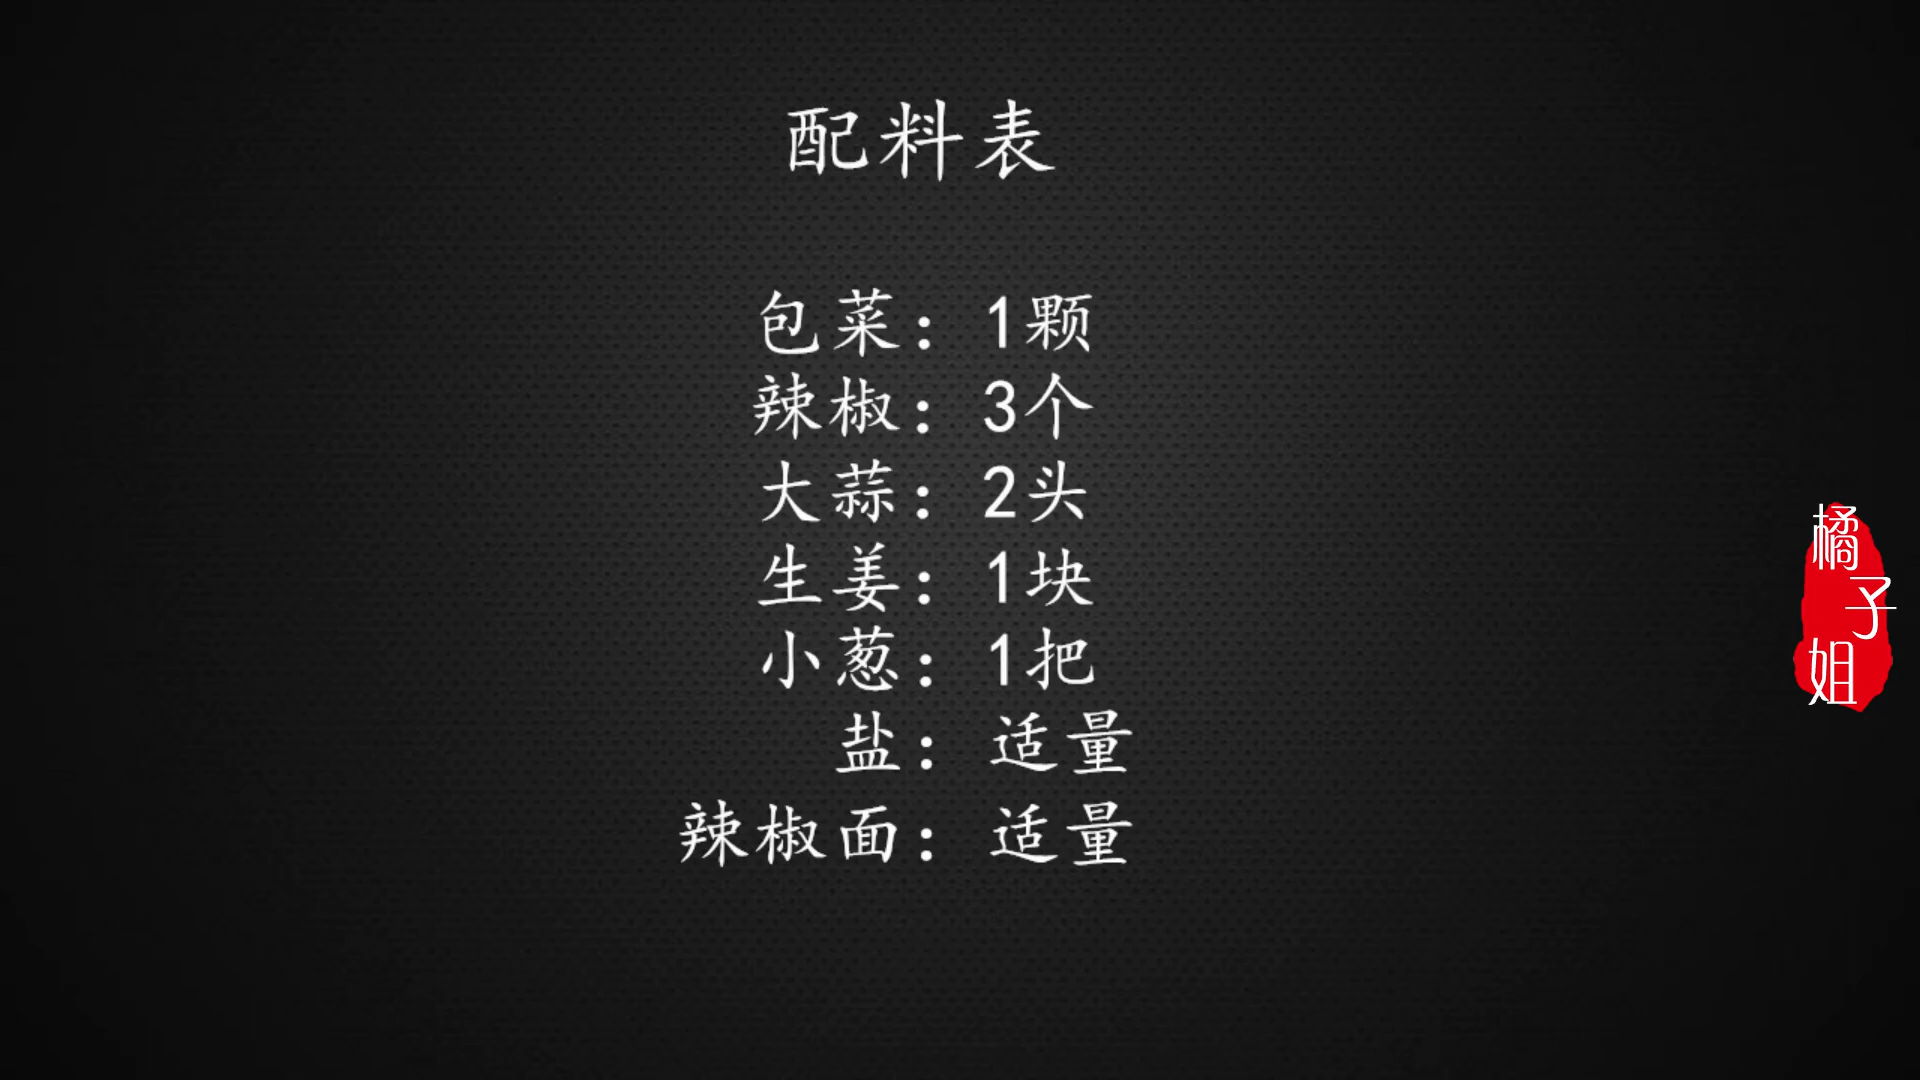 配料表
包菜：1颗
辣椒：3个
大蒜：2头
生姜：1块
小葱：1把
盐：适量
辣椒面：适量
橘子姐